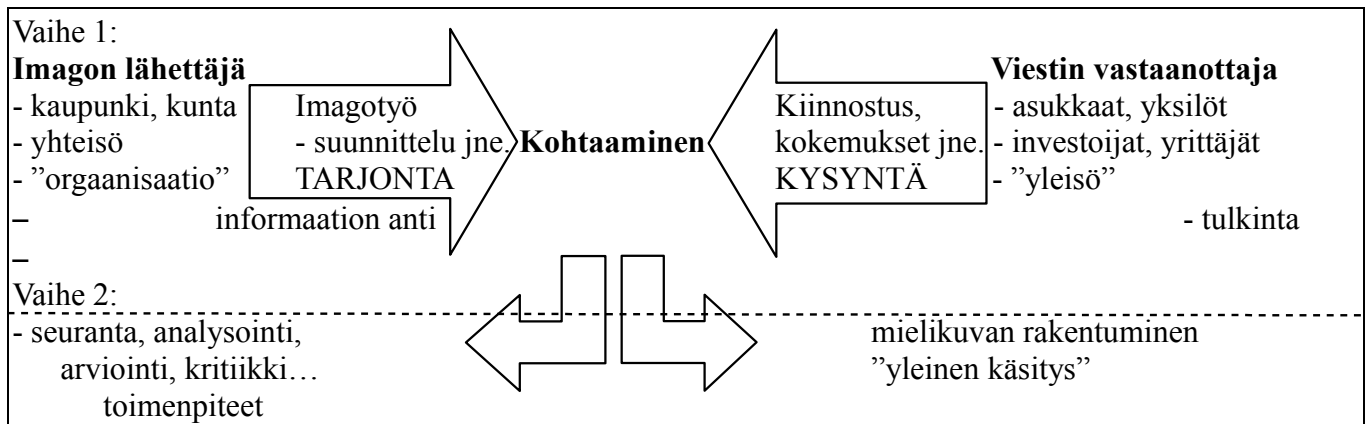 Vaihe 1:
Imagon lähettäjä Viestin vastaanottaja
- kaupunki, kunta Imagotyö Kiinnostus, - asukkaat, yksilöt
- yhteisö - suunnittelu jne. Kohtaaminen kokemukset jne. - investoijat, yrittäjät
- ”orgaanisaatio” TARJONTA KYSYNTÄ - ”yleisö”
– informaation anti - tulkinta
–
Vaihe 2:
- seuranta, analysointi, mielikuvan rakentuminen
arviointi, kritiikki… ”yleinen käsitys”
toimenpiteet